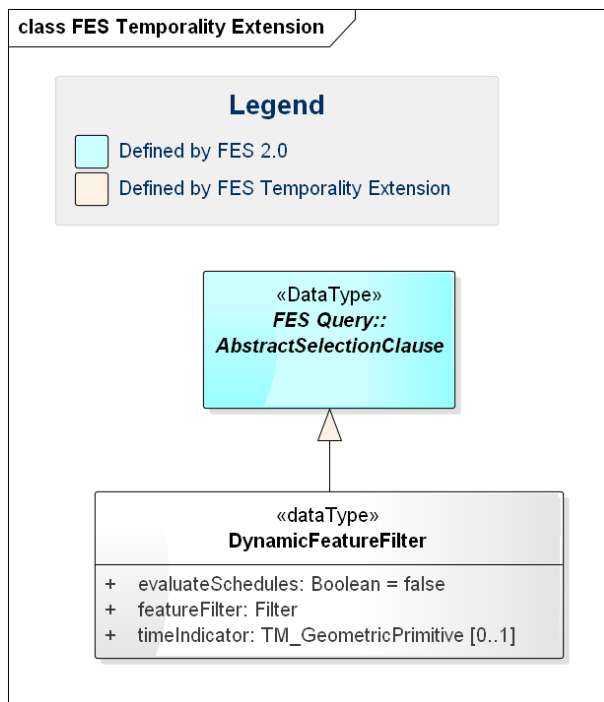 class FES Temporality Extension
Legend
Defined by FES 2.0
Defined by FES Temporality Extension
«DataType»
FES Query::
AbstractSelectionClause
«dataType»
DynamicFeatureFilter
+ evaluateSchedules: Boolean = false
+ featureFilter: Filter
+ timeIndicator: TM_GeometricPrimitive [0..1]